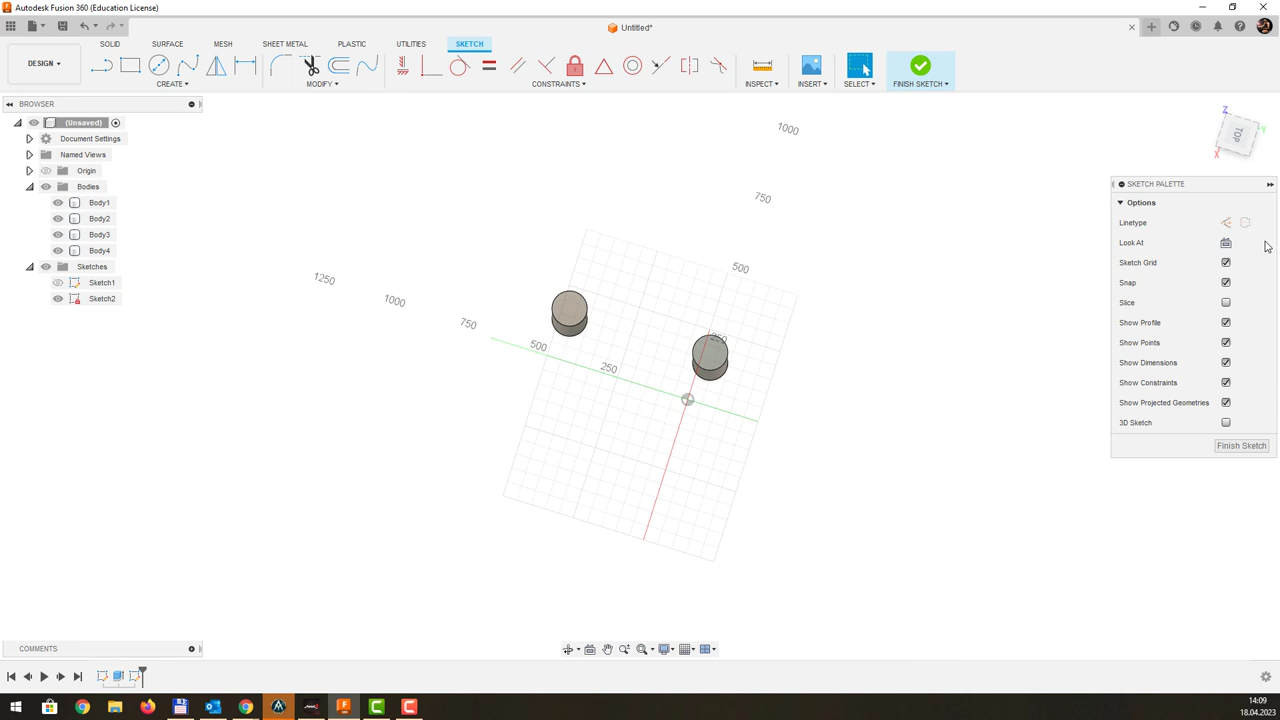 Autodesk Fusion 360 (Education License)
Untitled*
SOLID SURFACE MESH SHEET METAL PLASTIC UTILITIES SKETCH
DESIGN
CREATE MODIFY CONSTRAINTS INSPECT INSERT SELECT FINISH SKETCH
BROWSER
(Unsaved)
Document Settings
Named Views
Origin
Bodies
Body1
Body2
Body3
Body4
Sketches
Sketch1
Sketch2
1000
750
500
250
1250
1000
750
500
250
TOP
Z
Y
X
SKETCH PALETTE
Options
Linetype
Look At
Sketch Grid
Snap
Slice
Show Profile
Show Points
Show Dimensions
Show Constraints
Show Projected Geometries
3D Sketch
Finish Sketch
COMMENTS
14:09
18.04.2023